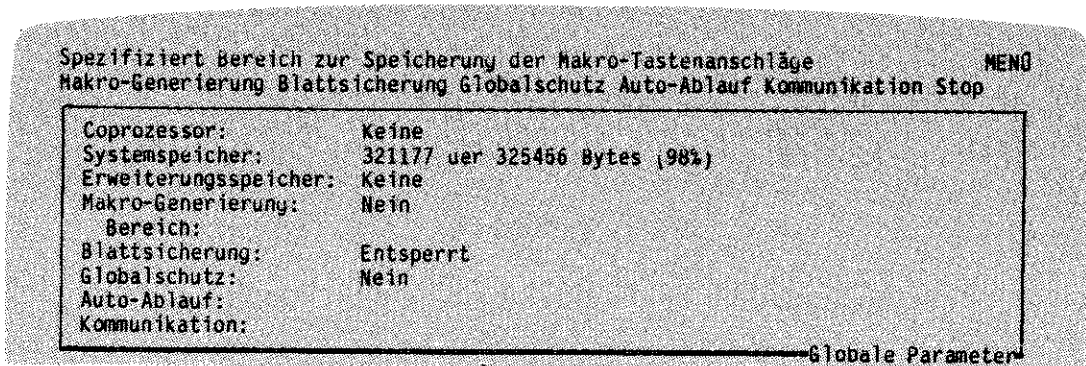 Spezifiziert Bereich zur Speicherung der Makro-Tastenanschläge MENÜ
Makro-Generierung Blattsicherung Globalschutz Auto-Ablauf Kommunikation Stop
Coprozessor: Keine
Systemspeicher: 321177 der 325456 Bytes (98%)
Erweiterungsspeicher: Keine
Makro-Generierung: Nein
Bereich:
Blattsicherung: Entsperrt
Globalschutz: Nein
Auto-Ablauf:
Kommunikation:
Globale Parameter